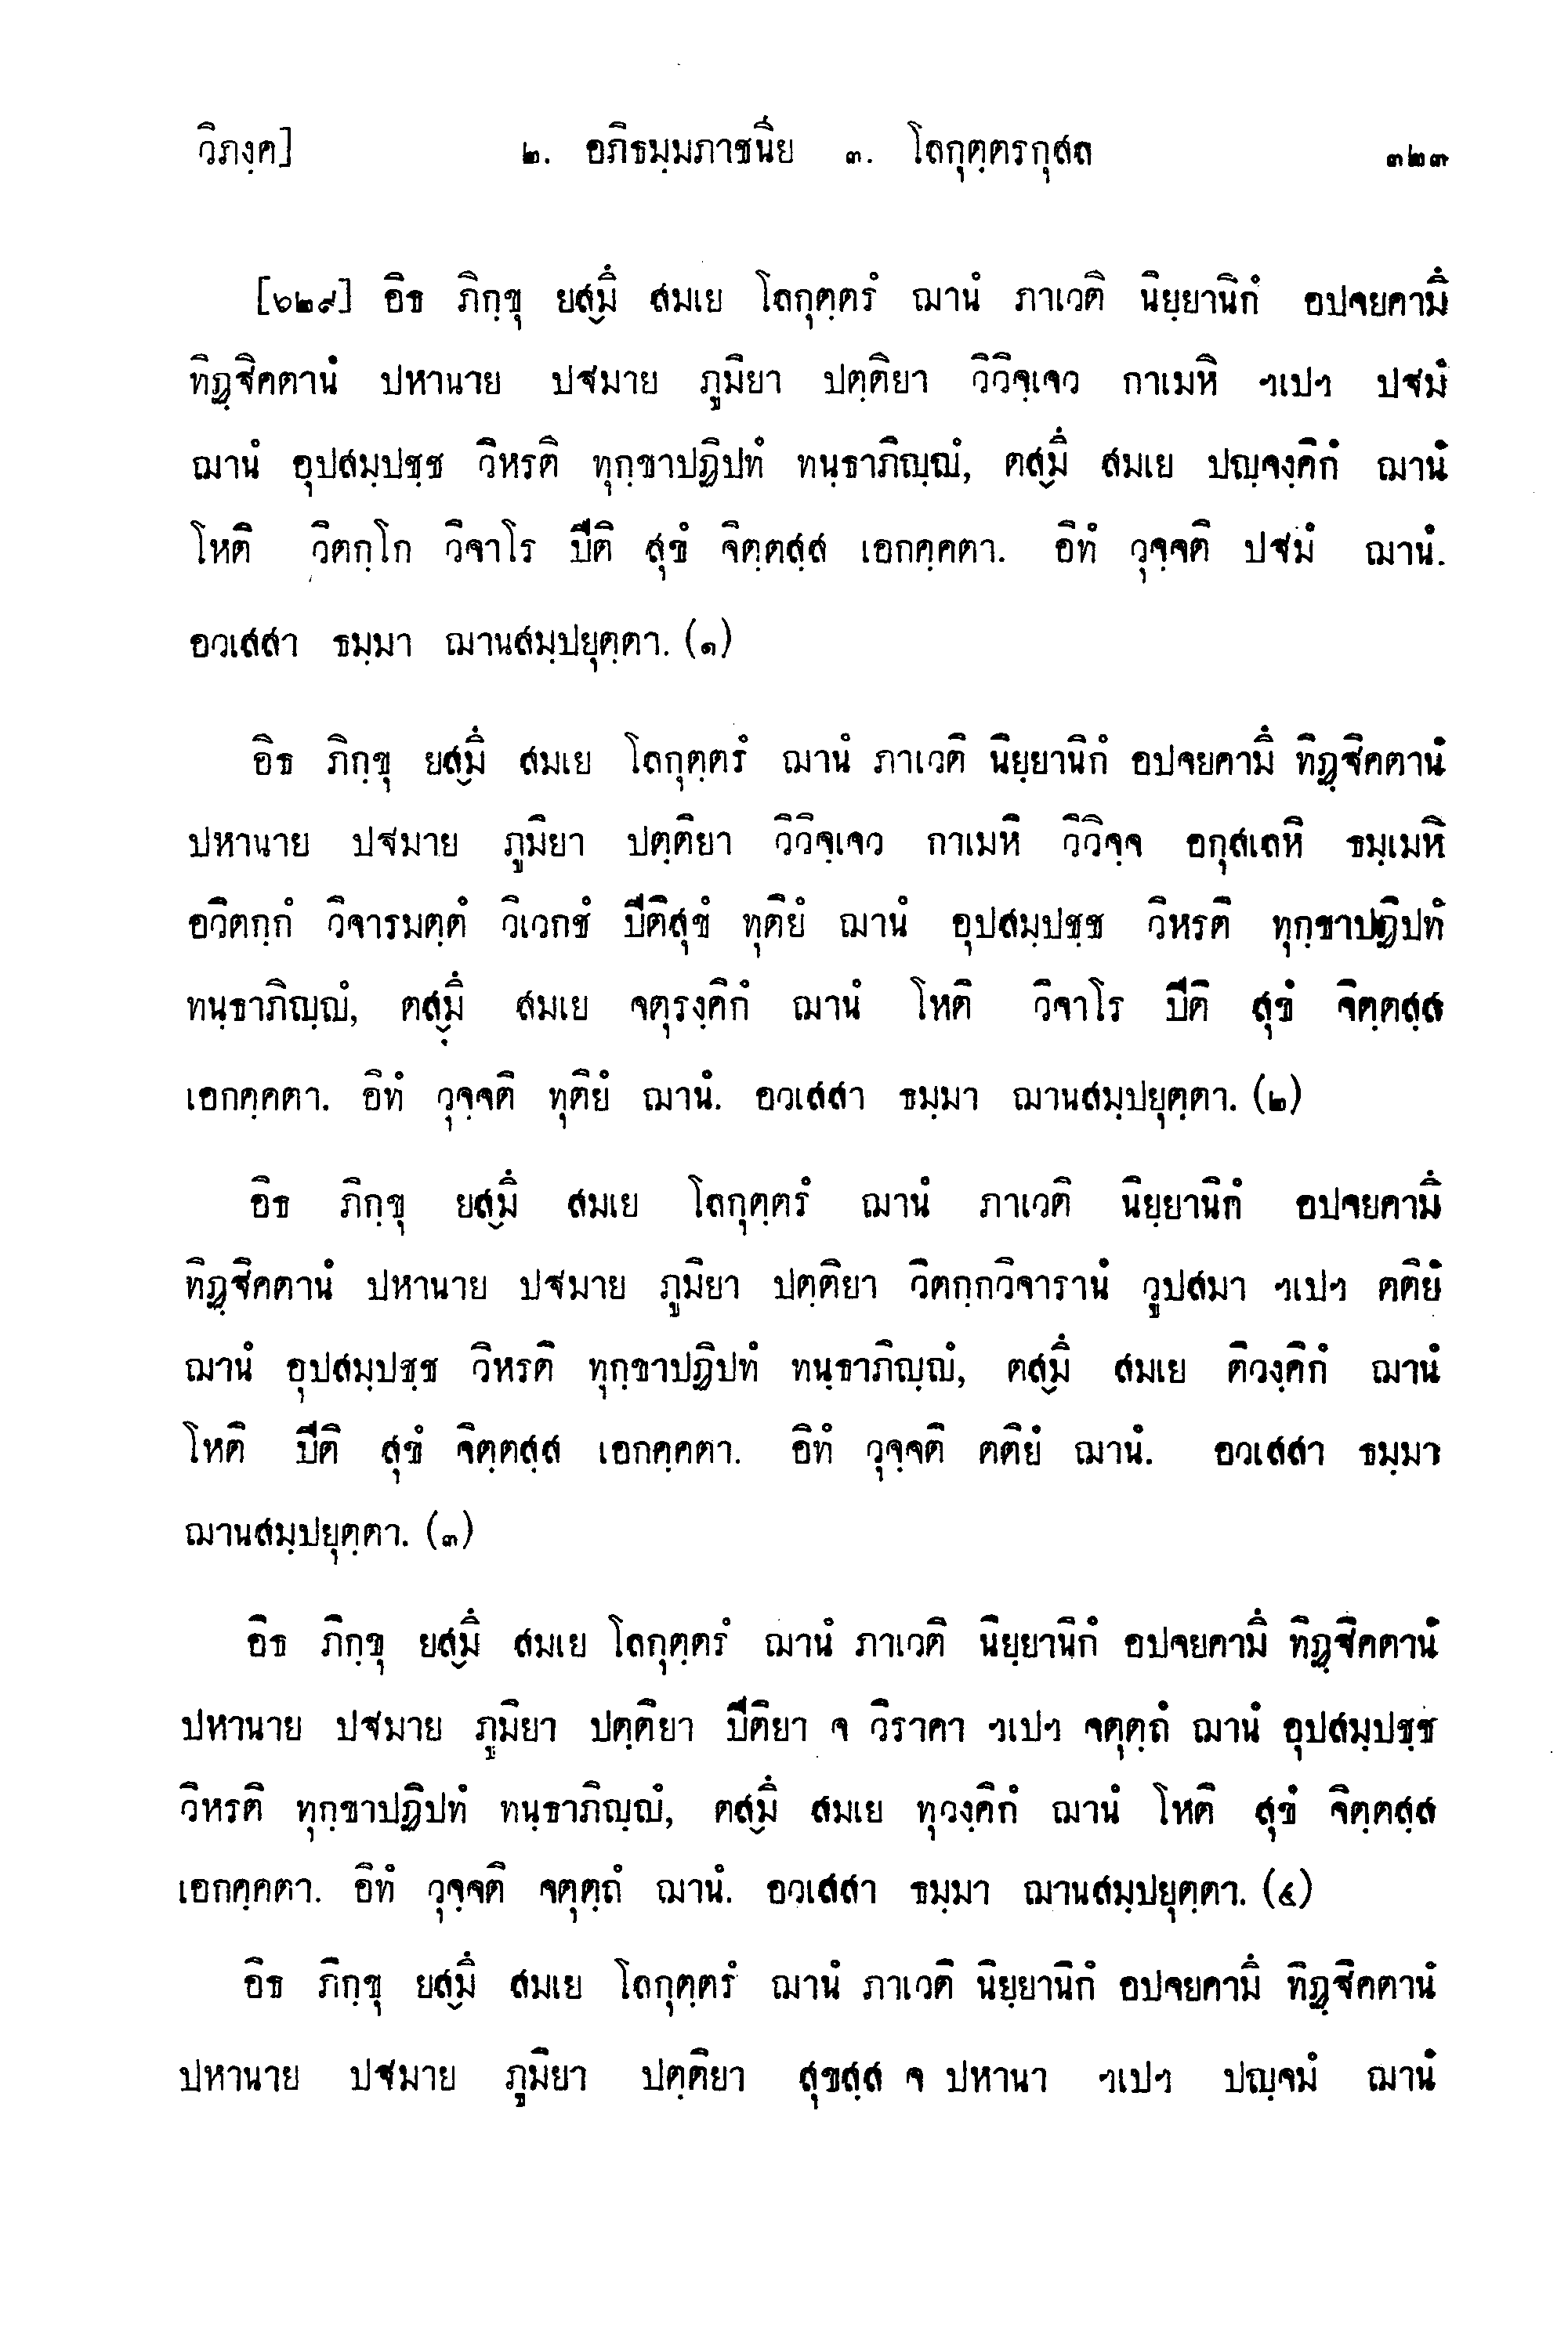 วิภงฺค] ๒. อภิธมฺมภาชนิ่ย ๓. โลกุตฺตรกุสล ๓๒๓
[๖๒๙] อิธ ภิกฺขุ ยสฺมึ สมเย โลกุตฺตรํ ฌานํ ภาเวติ นิยฺยานิกํ อปจยคามึ
ทิฏฺฐิคตานํ ปหานาย ปฐมาย ภูมิยา ปตฺติยา วิวิจฺเจว กาเมหิ ฯเปฯ ปฐมํ
ฌานํ อุปสมฺปชฺช วิหรติ ทุกฺขาปฏิปทํ ทนฺธาภิญฺญํ, ตสฺมึ สมเย ปญฺจงฺคิกํ ฌานํ
โหติ วิตกฺโก วิจาโร ปีติ สุขํ จิตฺตสฺส เอกคฺคตา. อิทํ วุจฺจติ ปฐมํ ฌานํ.
อวเสสา ธมฺมา ฌานสมฺปยุตฺตา. (๑)
อิธ ภิกฺขุ ยสฺมึ สมเย โลกุตฺตรํ ฌานํ ภาเวติ นิยฺยานิกํ อปจยคามึ ทิฏฺฐิคตานํ
ปหานาย ปฐมาย ภูมิยา ปตฺติยา วิวิจฺเจว กาเมหิ วิวิจฺจ อกุสเลหิ ธมฺเมหิ
อวิตกฺกํ วิจารมตฺตํ วิเวกชํ ปีติสุขํ ทุติยํ ฌานํ อุปสมฺปชฺช วิหรติ ทุกฺขาปฏิปทํ
ทนฺธาภิญฺญํ, ตสฺมึ สมเย จตุรงฺคิกํ ฌานํ โหติ วิจาโร ปีติ สุขํ จิตฺตสฺส
เอกคฺคตา. อิทํ วุจฺจติ ทุติยํ ฌานํ. อวเสสา ธมฺมา ฌานสมฺปยุตฺตา. (๒)
อิธ ภิกฺขุ ยสฺมึ สมเย โลกุตฺตรํ ฌานํ ภาเวติ นิยฺยานิกํ อปจยคามึ
ทิฏฺฐิคตานํ ปหานาย ปฐมาย ภูมิยา ปตฺติยา วิตกฺกวิจารานํ วูปสมา ฯเปฯ ตติยํ
ฌานํ อุปสมฺปชฺช วิหรติ ทุกฺขาปฏิปทํ ทนฺธาภิญฺญํ, ตสฺมึ สมเย ติวงฺคิกํ ฌานํ
โหติ ปีติ สุขํ จิตฺตสฺส เอกคฺคตา. อิทํ วุจฺจติ ตติยํ ฌานํ. อวเสสา ธมฺมา
ฌานสมฺปยุตฺตา. (๓)
อิธ ภิกฺขุ ยสฺมึ สมเย โลกุตฺตรํ ฌานํ ภาเวติ นิยฺยานิกํ อปจยคามึ ทิฏฺฐิคตานํ
ปหานาย ปฐมาย ภูมิยา ปตฺติยา ปีติยา จ วิราคา ฯเปฯ จตุตฺถํ ฌานํ อุปสมฺปชฺช
วิหรติ ทุกฺขาปฏิปทํ ทนฺธาภิญฺญํ, ตสฺมึ สมเย ทุวงฺคิกํ ฌานํ โหติ สุขํ จิตฺตสฺส
เอกคฺคตา. อิทํ วุจฺจติ จตุตฺถํ ฌานํ. อวเสสา ธมฺมา ฌานสมฺปยุตฺตา. (๔)
อิธ ภิกฺขุ ยสฺมึ สมเย โลกุตฺตรํ ฌานํ ภาเวติ นิยฺยานิกํ อปจยคามึ ทิฏฺฐิคตานํ
ปหานาย ปฐมาย ภูมิยา ปตฺติยา สุขสฺส จ ปหานา ฯเปฯ ปญฺจมํ ฌานํ